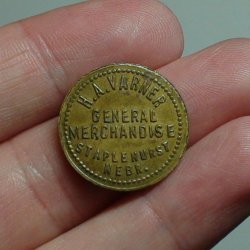 H.A. VARNER
GENERAL
MERCHANDISE
STAPLEHURST
NEBR.